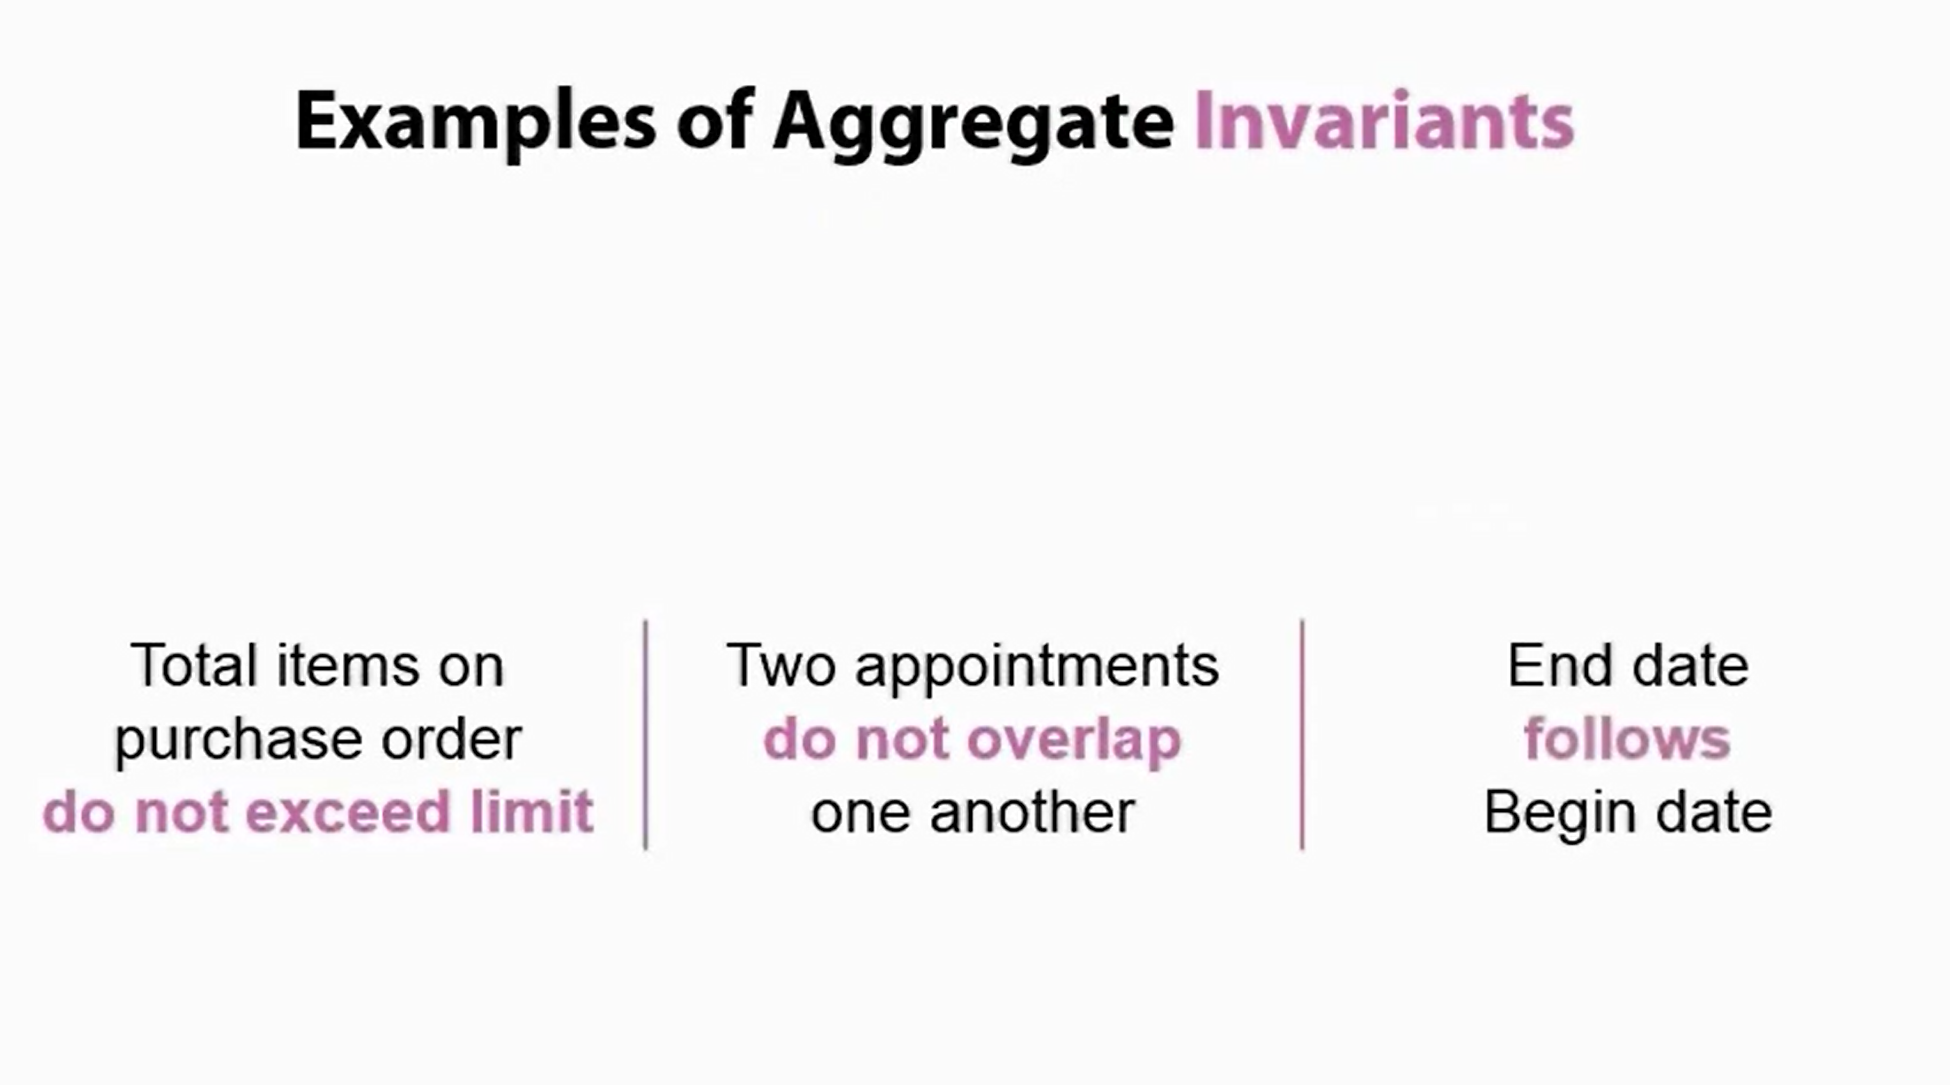 Examples of Aggregate Invariants
Total items on
purchase order
do not exceed limit
Two appointments
do not overlap
one another
End date
follows
Begin date